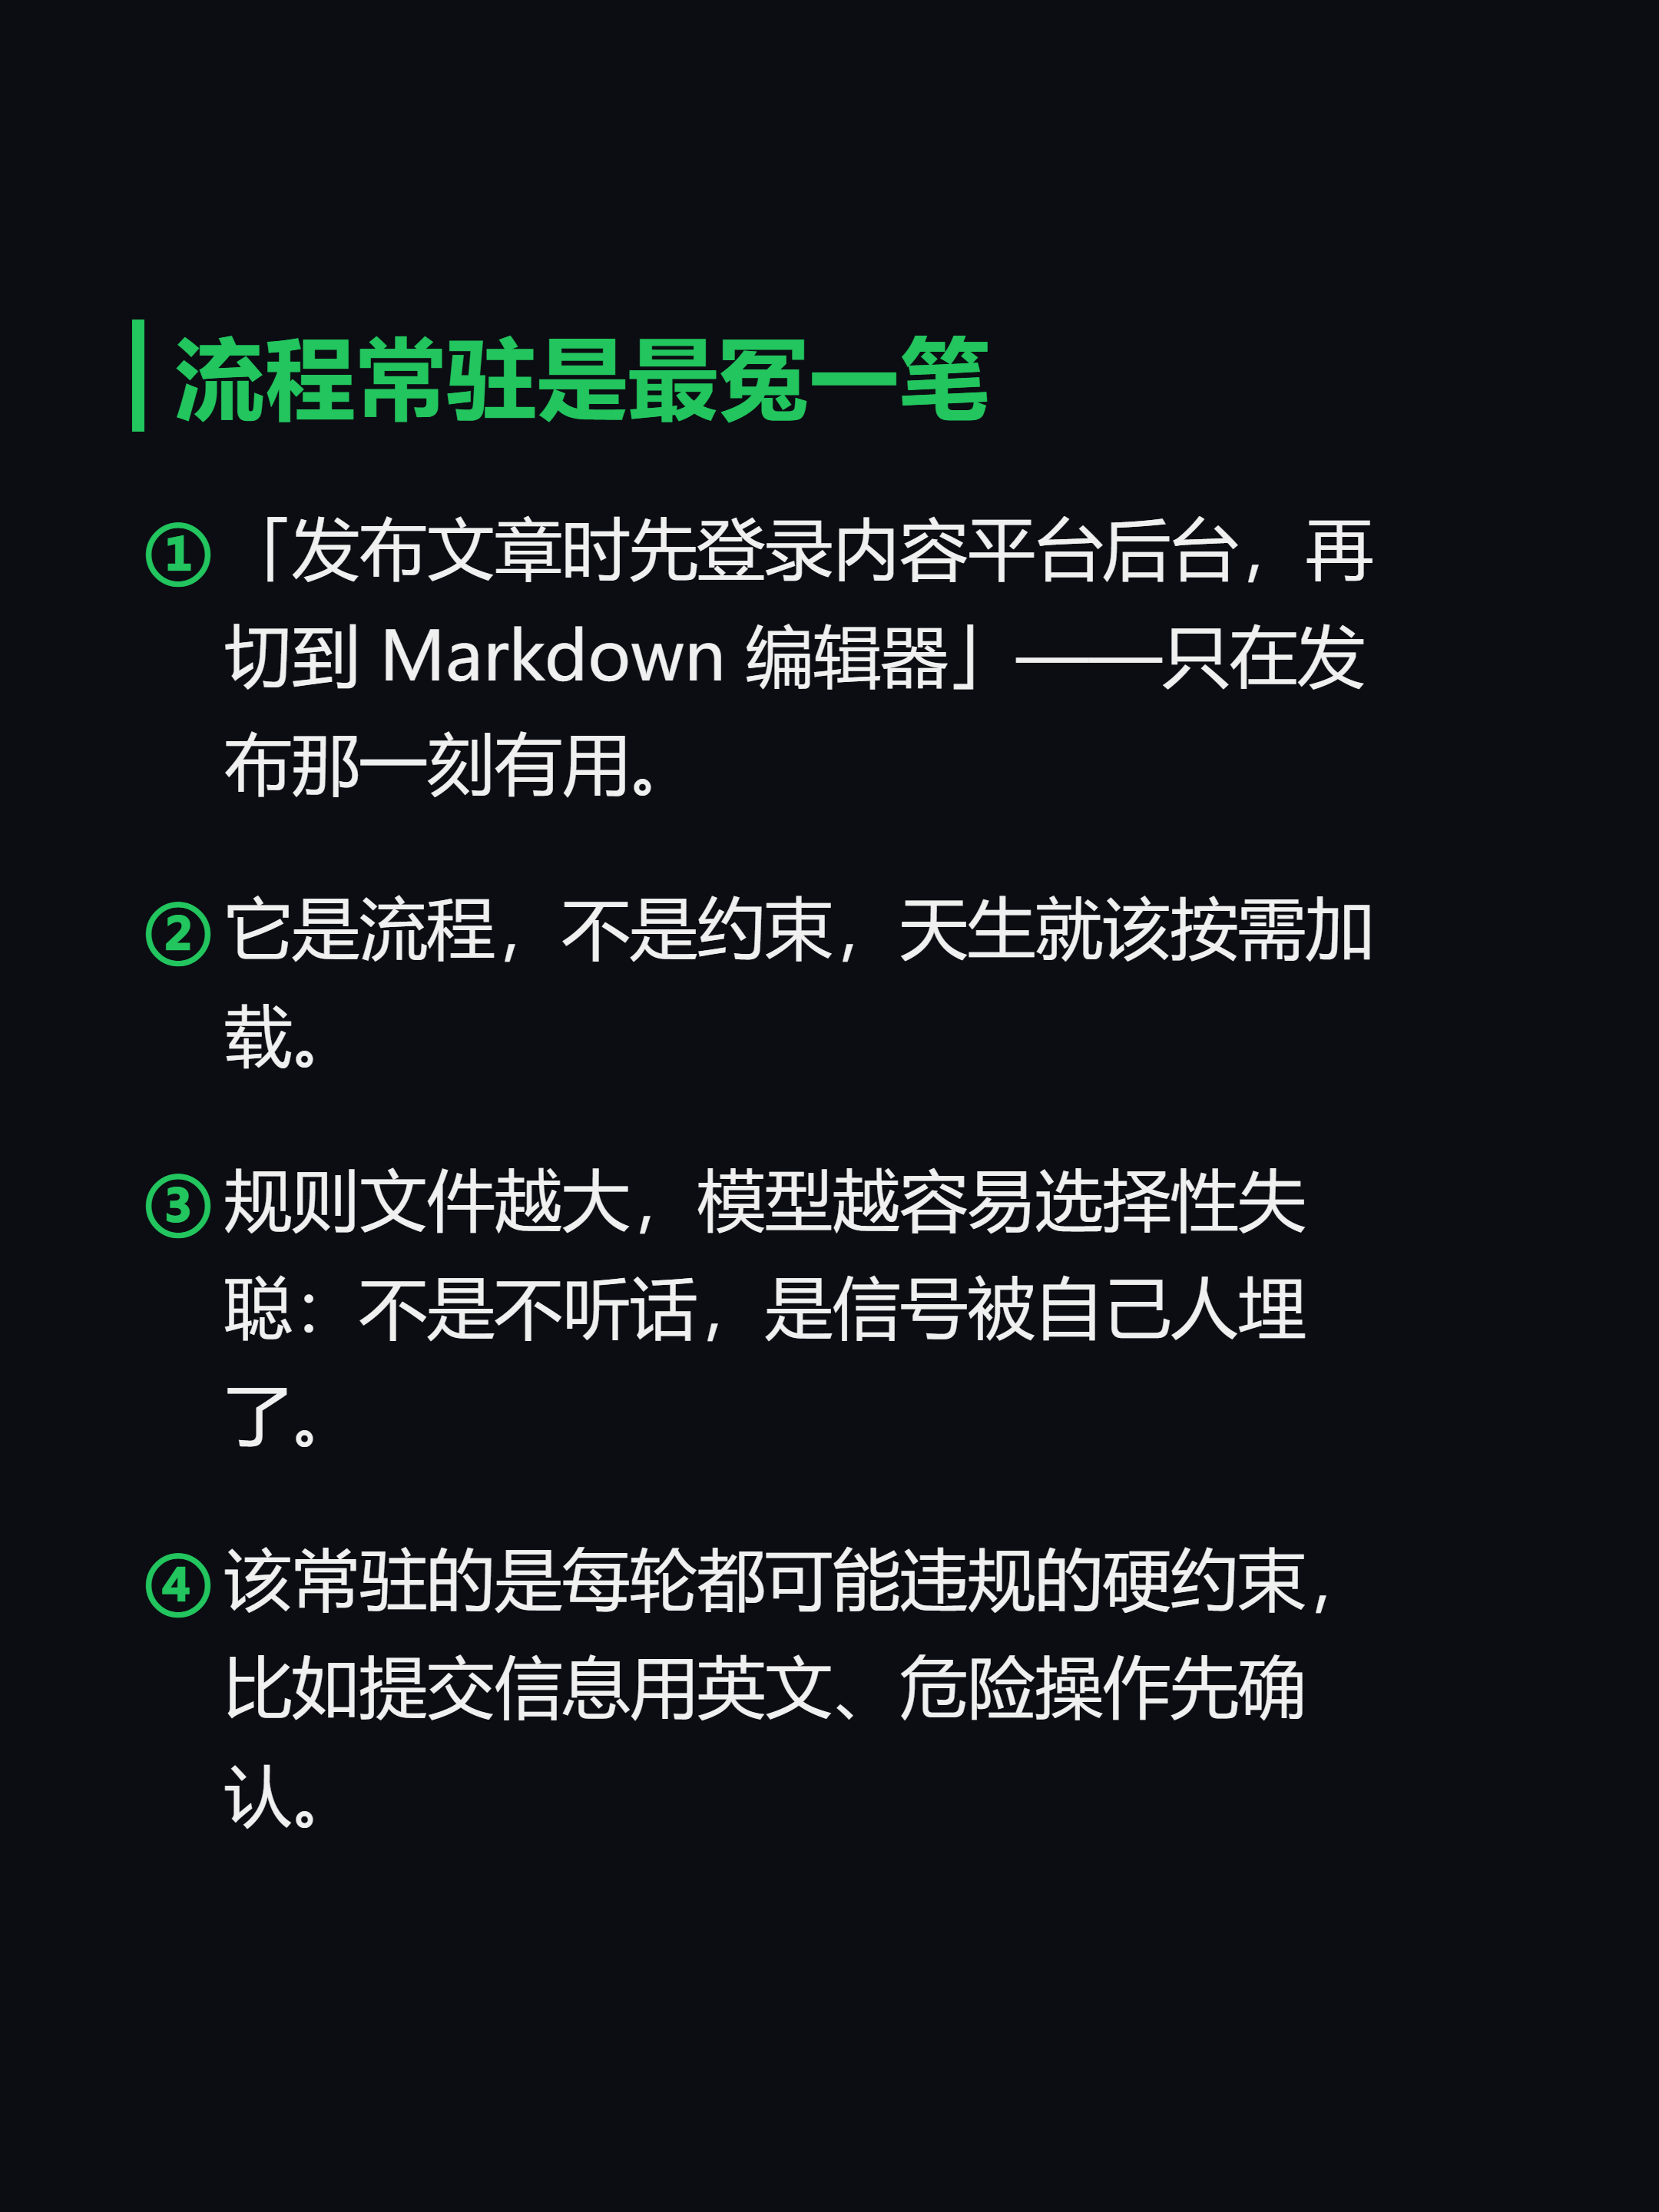 流程常驻是最冤一笔
①「发布文章时先登录内容平台后台，再
切到 Markdown 编辑器」——只在发
布那一刻有用。
②它是流程，不是约束，天生就该按需加
载。
③规则文件越大，模型越容易选择性失
聪：不是不听话，是信号被自己人埋
了。
④该常驻的是每轮都可能违规的硬约束，
比如提交信息用英文、危险操作先确
认。